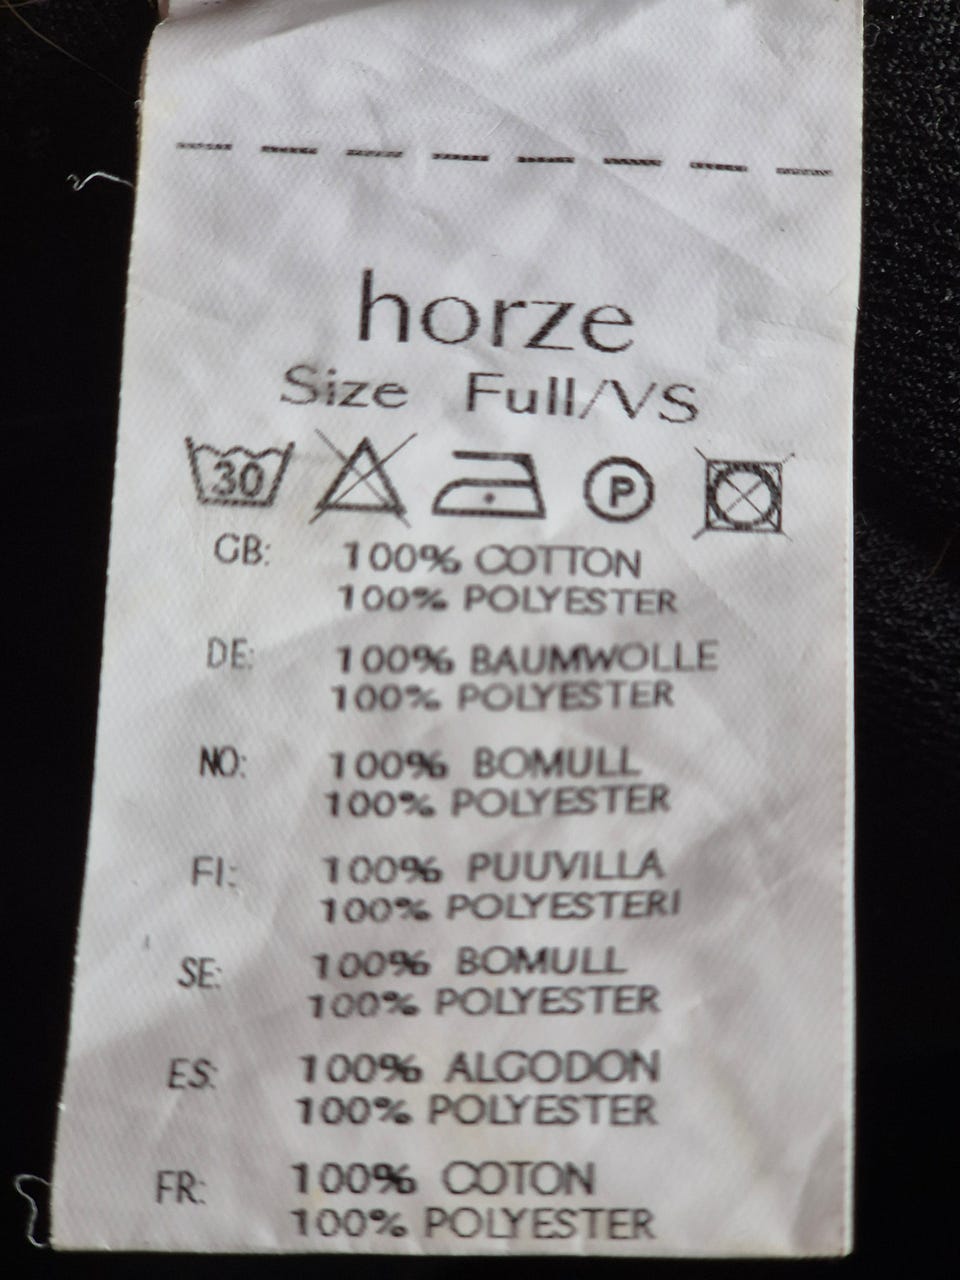 horze
Size Full/VS
30 P
GB: 100% COTTON
100% POLYESTER
DE: 100% BAUMWOLLE
100% POLYESTER
NO: 100% BOMULL
100% POLYESTER
FI: 100% PUUVILLA
100% POLYESTERI
SE: 100% BOMULL
100% POLYESTER
ES: 100% ALGODON
100% POLYESTER
FR: 100% COTON
100% POLYESTER